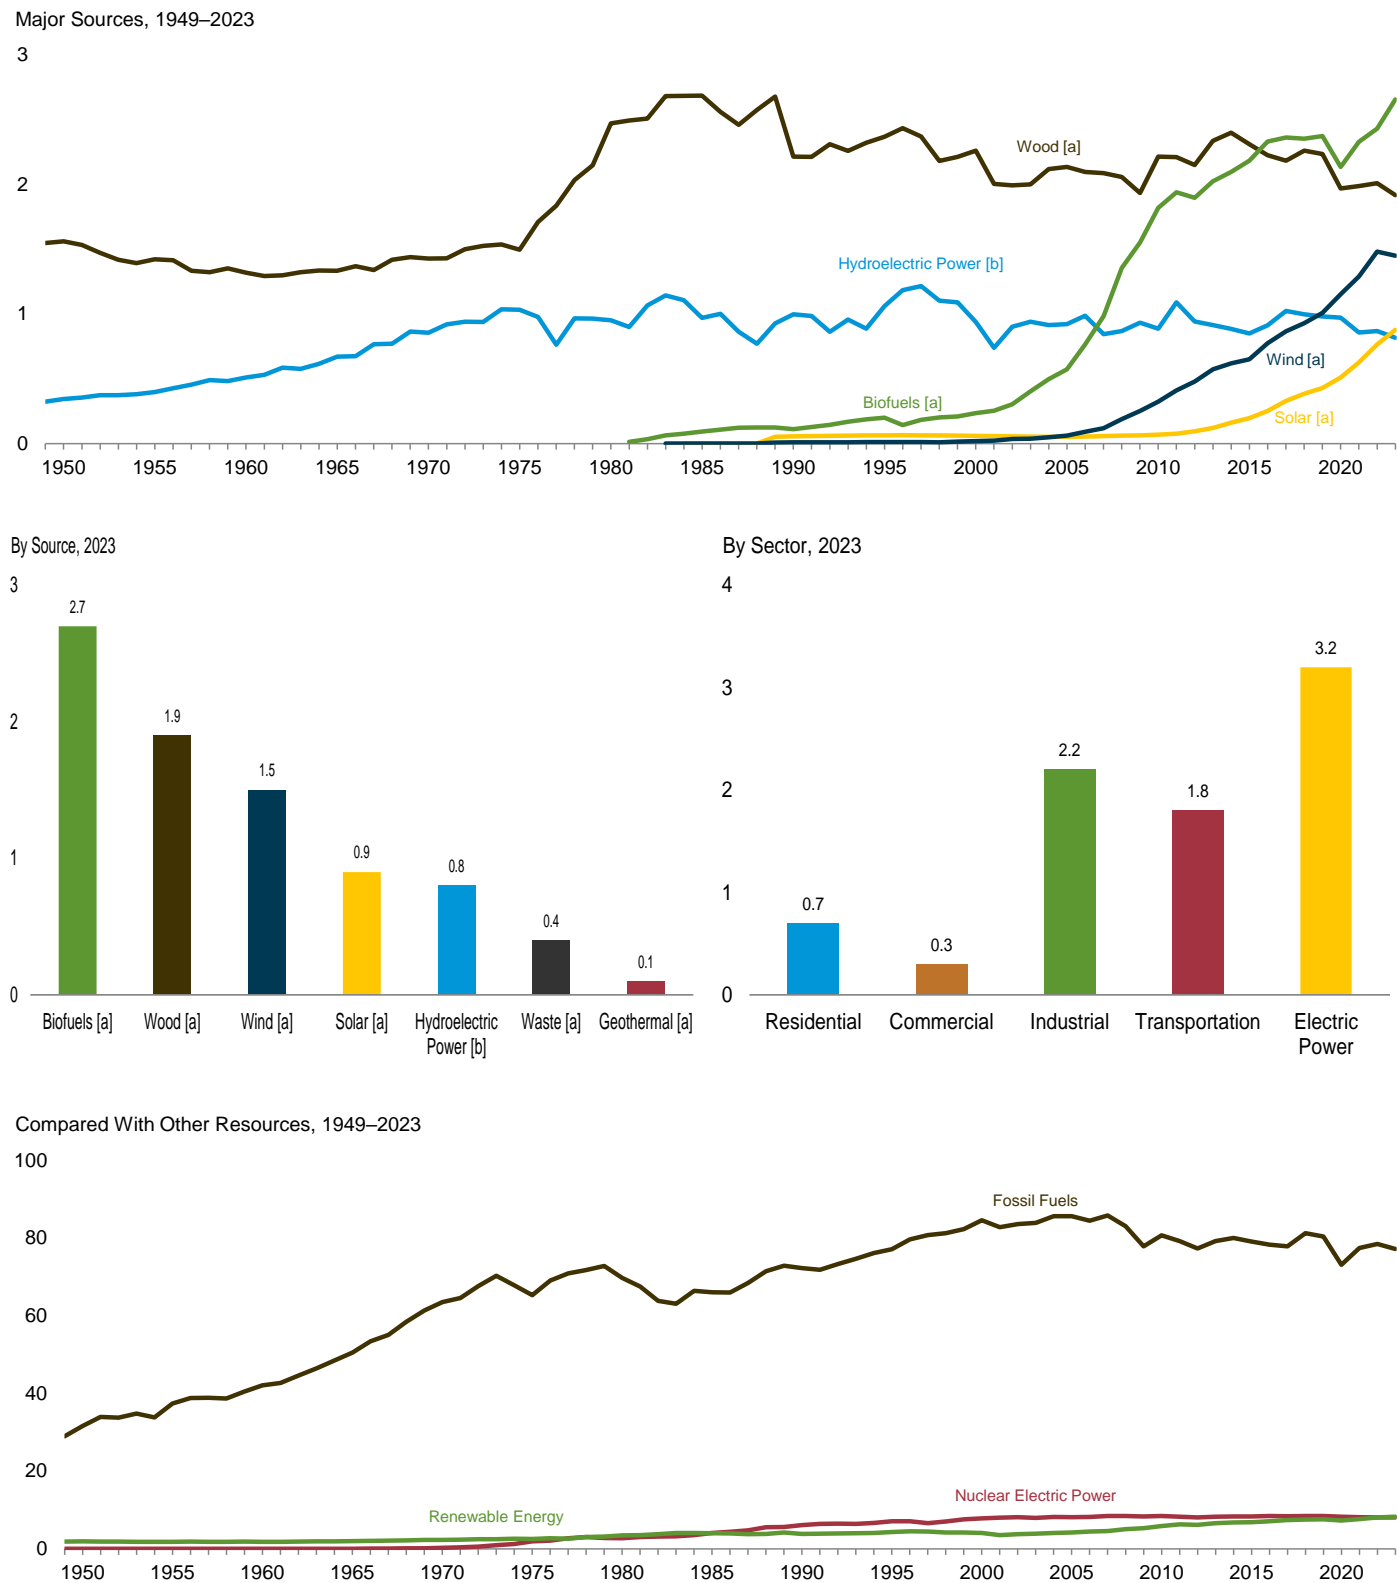 Major Sources, 1949–2023
3
Wood [a]
2
Hydroelectric Power [b]
1
Wind [a]
Biofuels [a]
Solar [a]
0
1950 1955 1960 1965 1970 1975 1980 1985 1990 1995 2000 2005 2010 2015 2020
By Source, 2023
3
2.7
2
1.9
1.5
1
0.9
0.8
0.4
0.1
0
Biofuels [a] Wood [a] Wind [a] Solar [a] Hydroelectric Waste [a] Geothermal [a]
Power [b]
By Sector, 2023
4
3.2
3
2.2
2
1.8
1
0.7
0.3
0
Residential Commercial Industrial Transportation Electric
Power
Compared With Other Resources, 1949–2023
100
Fossil Fuels
80
60
40
20
Nuclear Electric Power
Renewable Energy
0
1950 1955 1960 1965 1970 1975 1980 1985 1990 1995 2000 2005 2010 2015 2020